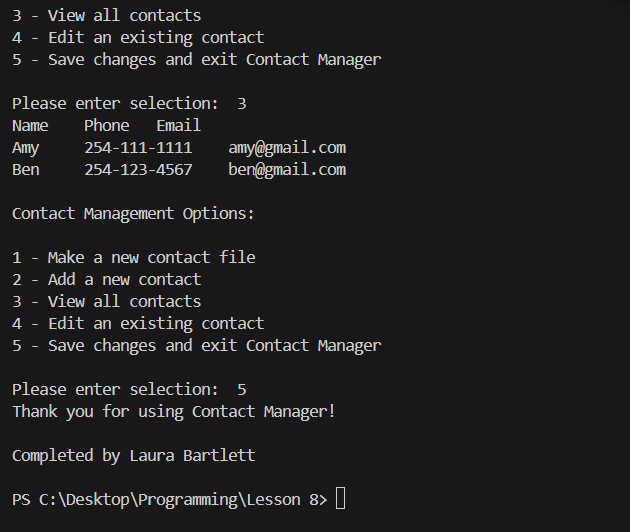 3 - View all contacts
4 - Edit an existing contact
5 - Save changes and exit Contact Manager
Please enter selection:  3
Name    Phone   Email
Amy     254-111-1111    amy@gmail.com
Ben     254-123-4567    ben@gmail.com
Contact Management Options:
1 - Make a new contact file
2 - Add a new contact
3 - View all contacts
4 - Edit an existing contact
5 - Save changes and exit Contact Manager
Please enter selection:  5
Thank you for using Contact Manager!
Completed by Laura Bartlett
PS C:\Desktop\Programming\Lesson 8>